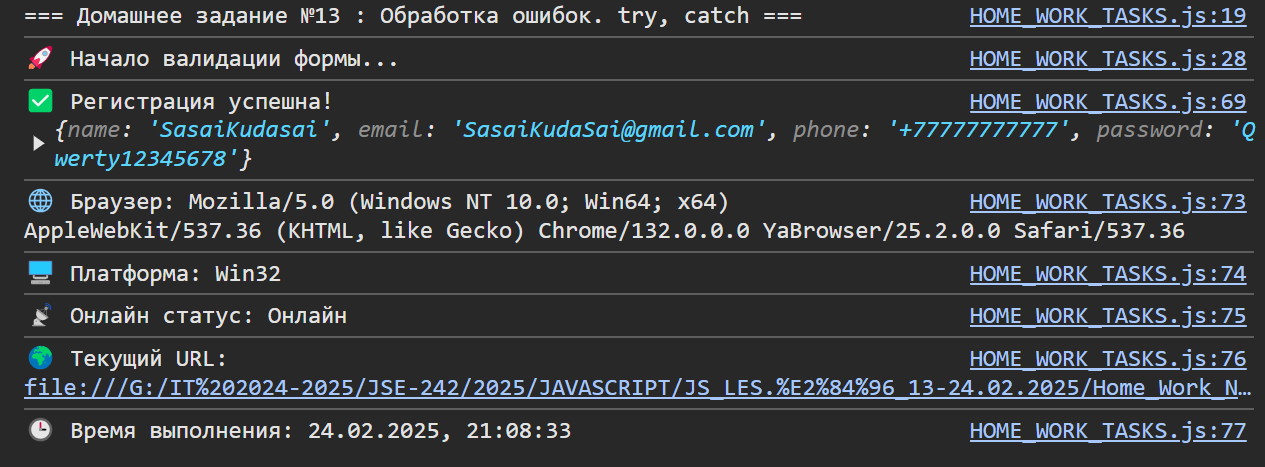 === Домашнее задание №13 : Обработка ошибок. try, catch === HOME_WORK_TASKS.js:19
🚀 Начало валидации формы... HOME_WORK_TASKS.js:28
✅ Регистрация успешна! HOME_WORK_TASKS.js:69
▶ {name: 'SasaiKudasai', email: 'SasaiKudaSai@gmail.com', phone: '+77777777777', password: 'Q
werty12345678'}
🌐 Браузер: Mozilla/5.0 (Windows NT 10.0; Win64; x64) HOME_WORK_TASKS.js:73
AppleWebKit/537.36 (KHTML, like Gecko) Chrome/132.0.0.0 YaBrowser/25.2.0.0 Safari/537.36
🖥️ Платформа: Win32 HOME_WORK_TASKS.js:74
📡 Онлайн статус: Онлайн HOME_WORK_TASKS.js:75
🌍 Текущий URL: HOME_WORK_TASKS.js:76
file:///G:/IT%202024-2025/JSE-242/2025/JAVASCRIPT/JS_LES.%E2%84%96_13-24.02.2025/Home_Work_N…
🕒 Время выполнения: 24.02.2025, 21:08:33 HOME_WORK_TASKS.js:77